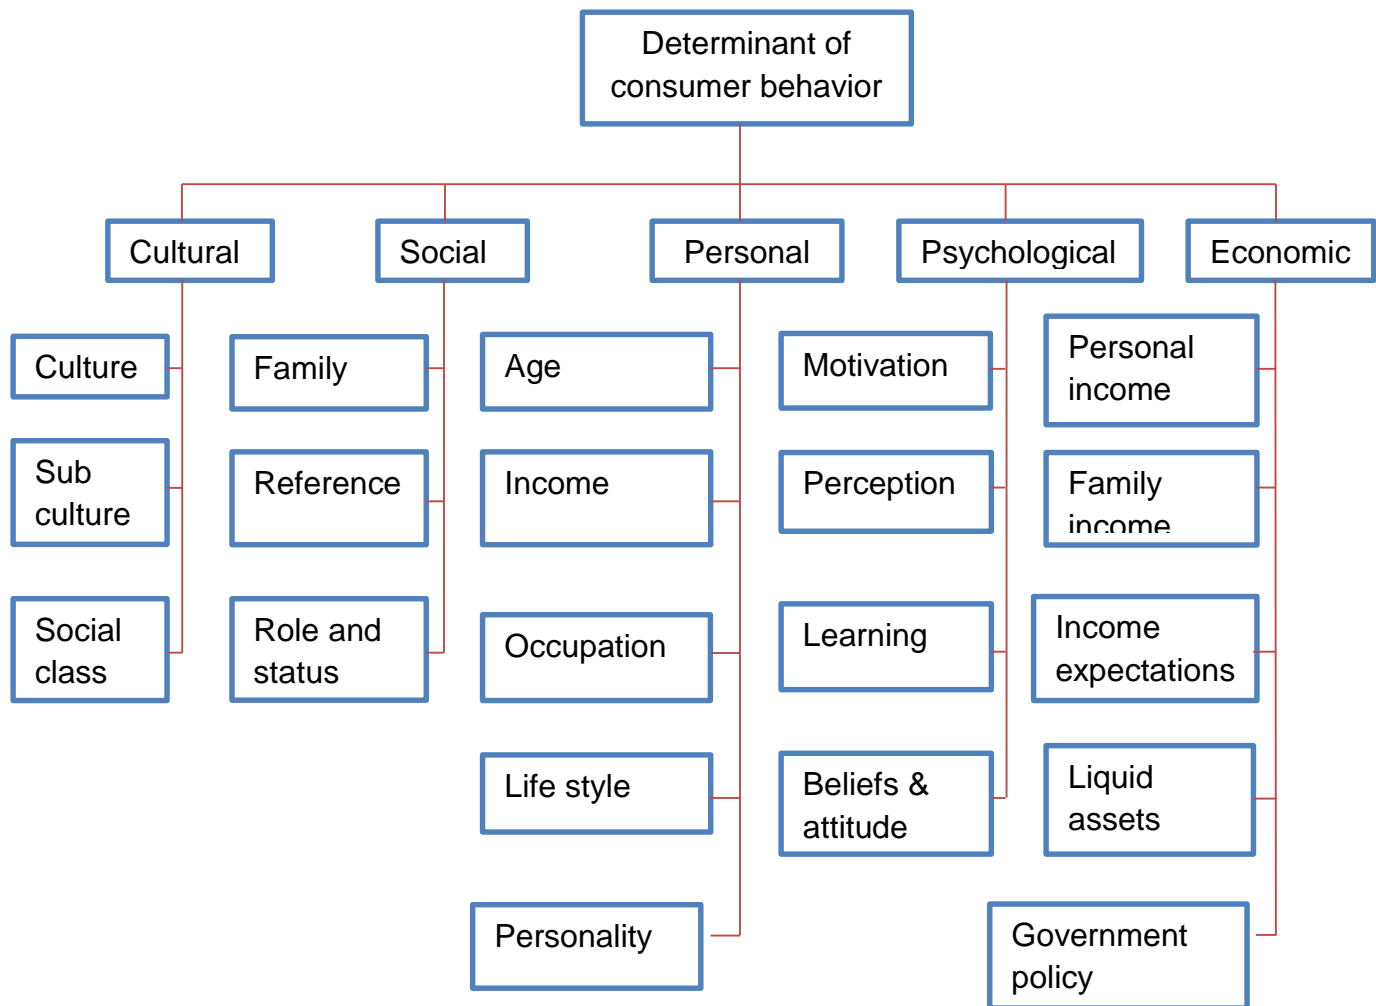 Determinant of
consumer behavior
Cultural
Social
Personal
Psychological
Economic
Culture
Sub
culture
Social
class
Family
Reference
Role and
status
Age
Income
Occupation
Life style
Personality
Motivation
Perception
Learning
Beliefs &
attitude
Personal
income
Family
income
Income
expectations
Liquid
assets
Government
policy